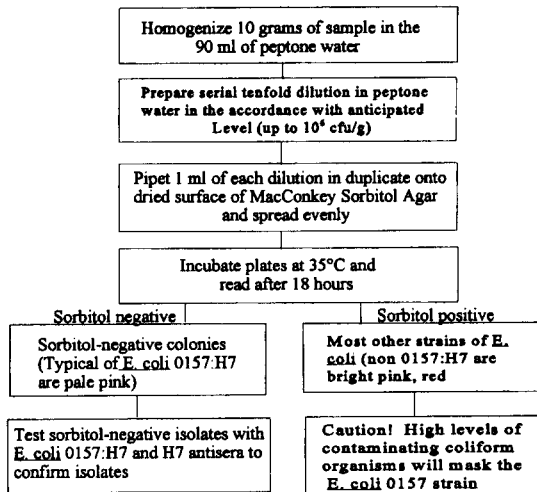 Homogenize 10 grams of sample in the
90 ml of peptone water
Prepare serial tenfold dilution in peptone
water in the accordance with anticipated
Level (up to 10⁶ cfu/g)
Pipet 1 ml of each dilution in duplicate onto
dried surface of MacConkey Sorbitol Agar
and spread evenly
Incubate plates at 35°C and
read after 18 hours
Sorbitol negative
Sorbitol-negative colonies
(Typical of E. coli 0157:H7
are pale pink)
Test sorbitol-negative isolates with
E. coli 0157:H7 and H7 antisera to
confirm isolates
Sorbitol positive
Most other strains of E.
coli (non 0157:H7 are
bright pink, red
Caution! High levels of
contaminating coliform
organisms will mask the
E. coli 0157 strain